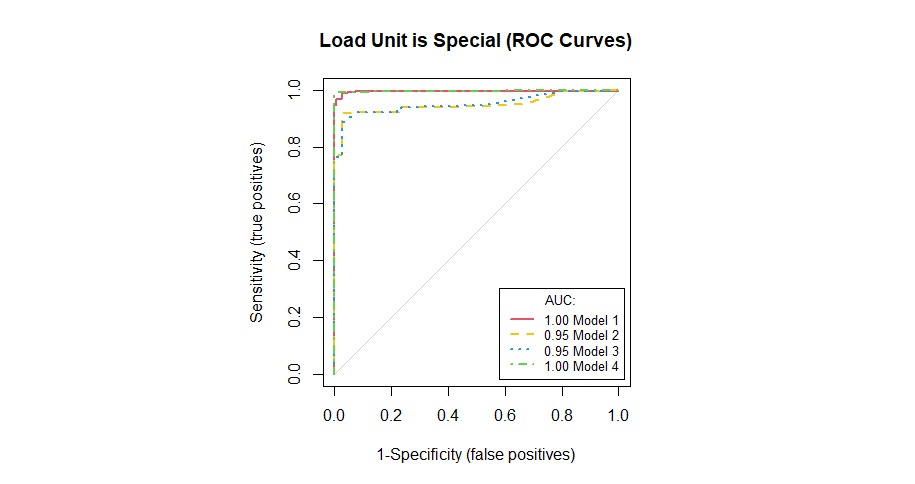 Load Unit is Special (ROC Curves)
Sensitivity (true positives)
1.0
0.8
0.6
0.4
0.2
0.0
AUC:
1.00 Model 1
0.95 Model 2
0.95 Model 3
1.00 Model 4
0.0 0.2 0.4 0.6 0.8 1.0
1-Specificity (false positives)